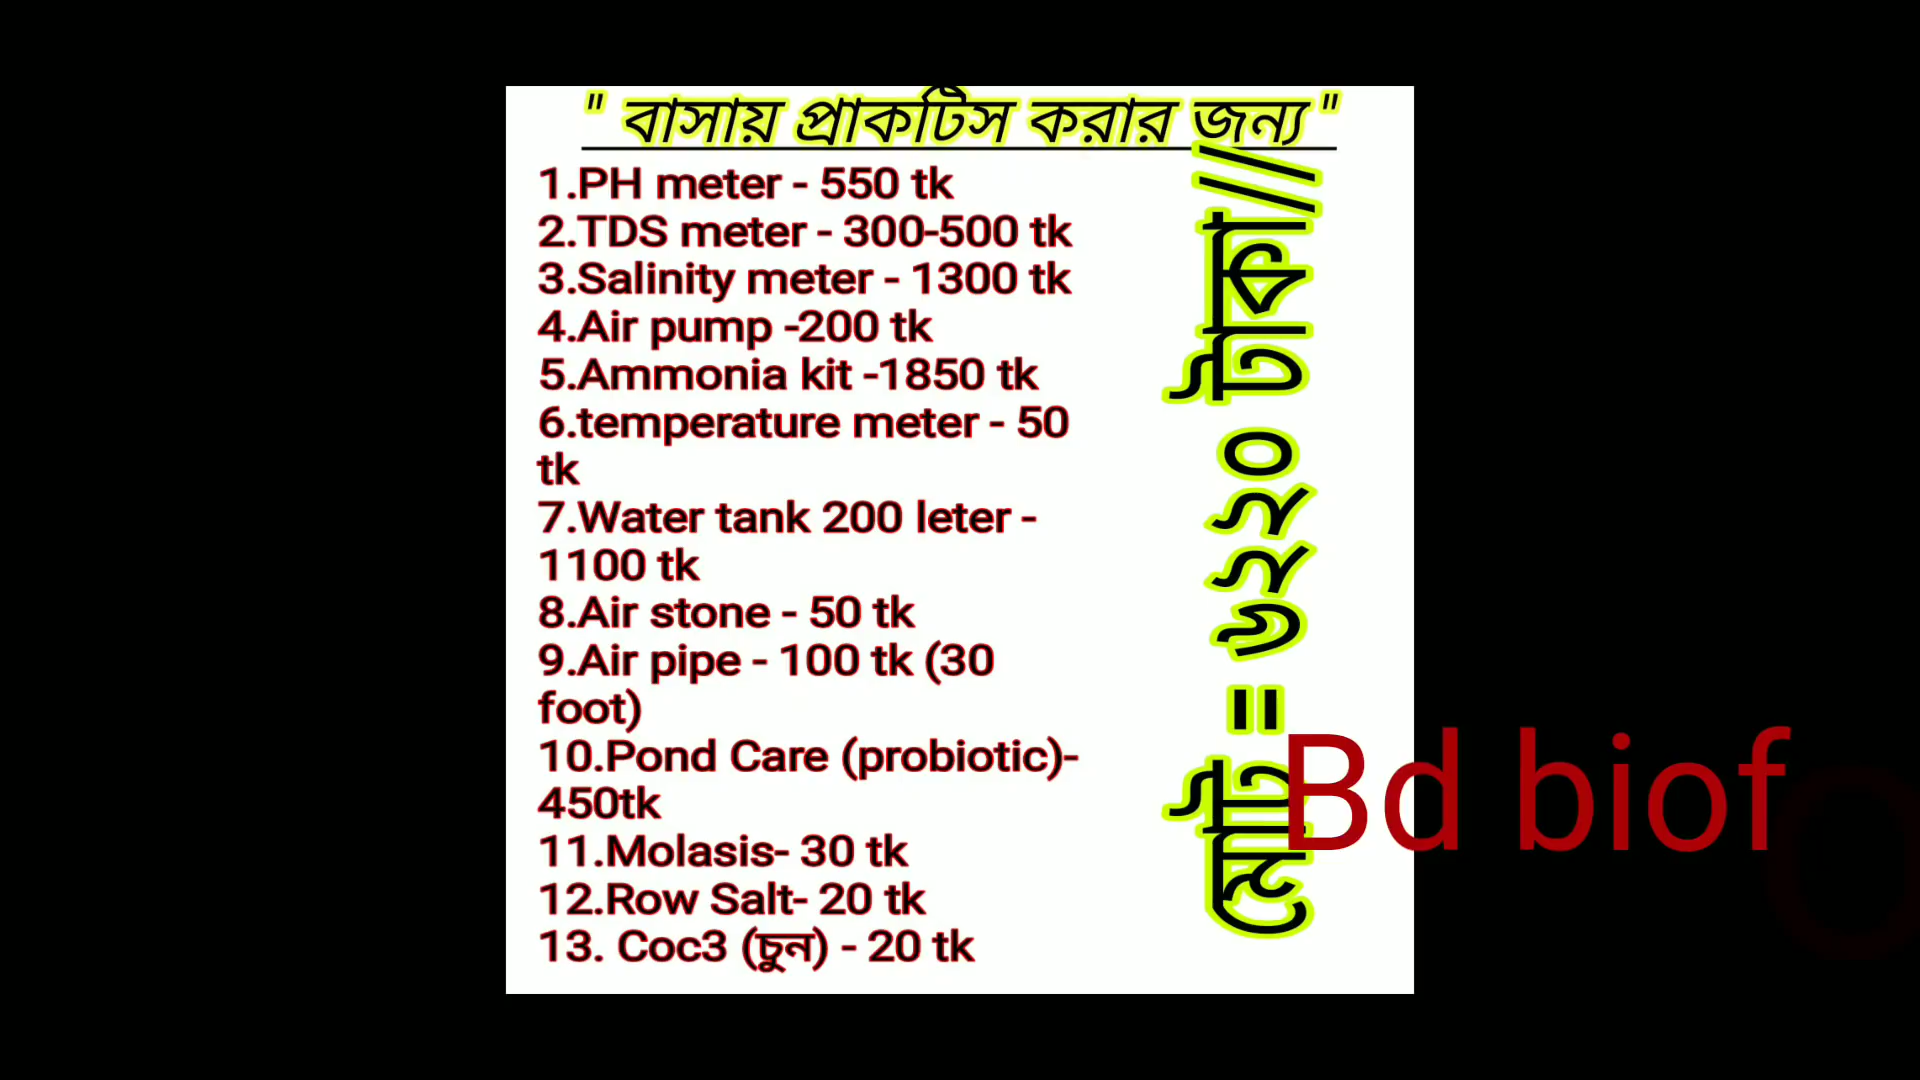 " বাসায় প্রাকটিস করার জন্য "
1.PH meter - 550 tk
2.TDS meter - 300-500 tk
3.Salinity meter - 1300 tk
4.Air pump -200 tk
5.Ammonia kit -1850 tk
6.temperature meter - 50
tk
7.Water tank 200 leter -
1100 tk
8.Air stone - 50 tk
9.Air pipe - 100 tk (30
foot)
10.Pond Care (probiotic)-
450tk
11.Molasis- 30 tk
12.Row Salt- 20 tk
13. Coc3 (চুন) - 20 tk
মোট = ৬২২০ টাকা//
Bd biof